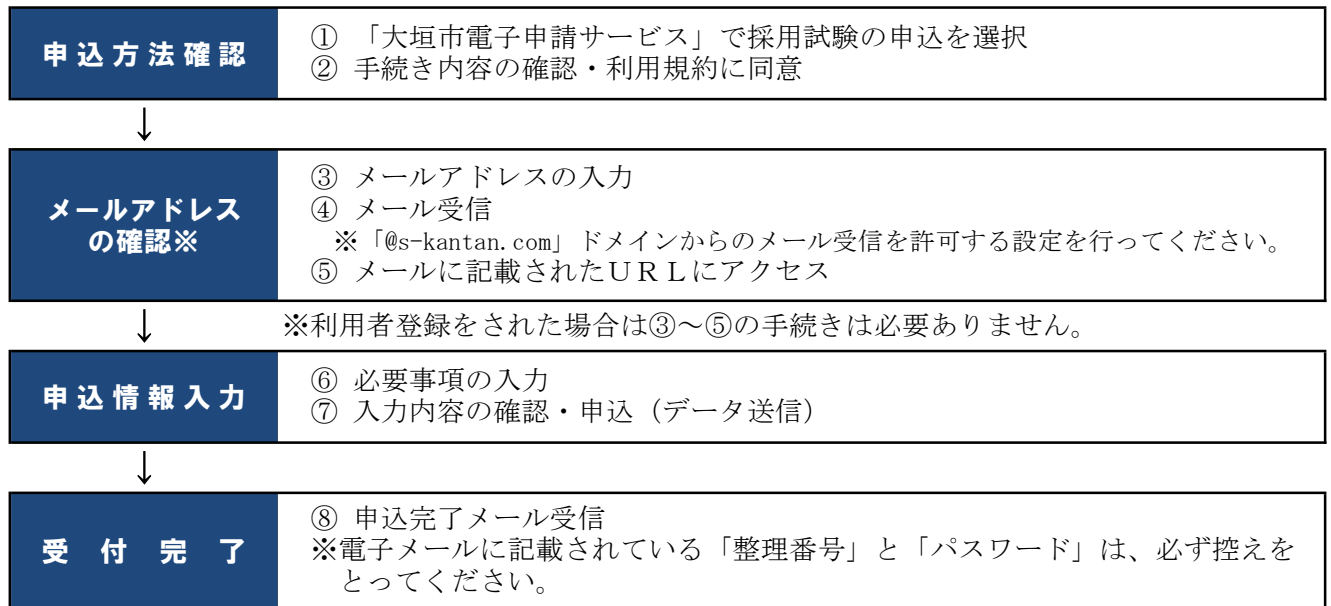 申込方法確認
① 「大垣市電子申請サービス」で採用試験の申込を選択
② 手続き内容の確認・利用規約に同意
↓
メールアドレス
の確認※
③ メールアドレスの入力
④ メール受信
※「@s-kantan.com」ドメインからのメール受信を許可する設定を行ってください。
⑤ メールに記載されたＵＲＬにアクセス
↓
※利用者登録をされた場合は③～⑤の手続きは必要ありません。
申込情報入力
⑥ 必要事項の入力
⑦ 入力内容の確認・申込（データ送信）
↓
受付完了
⑧ 申込完了メール受信
※電子メールに記載されている「整理番号」と「パスワード」は、必ず控えを
とってください。